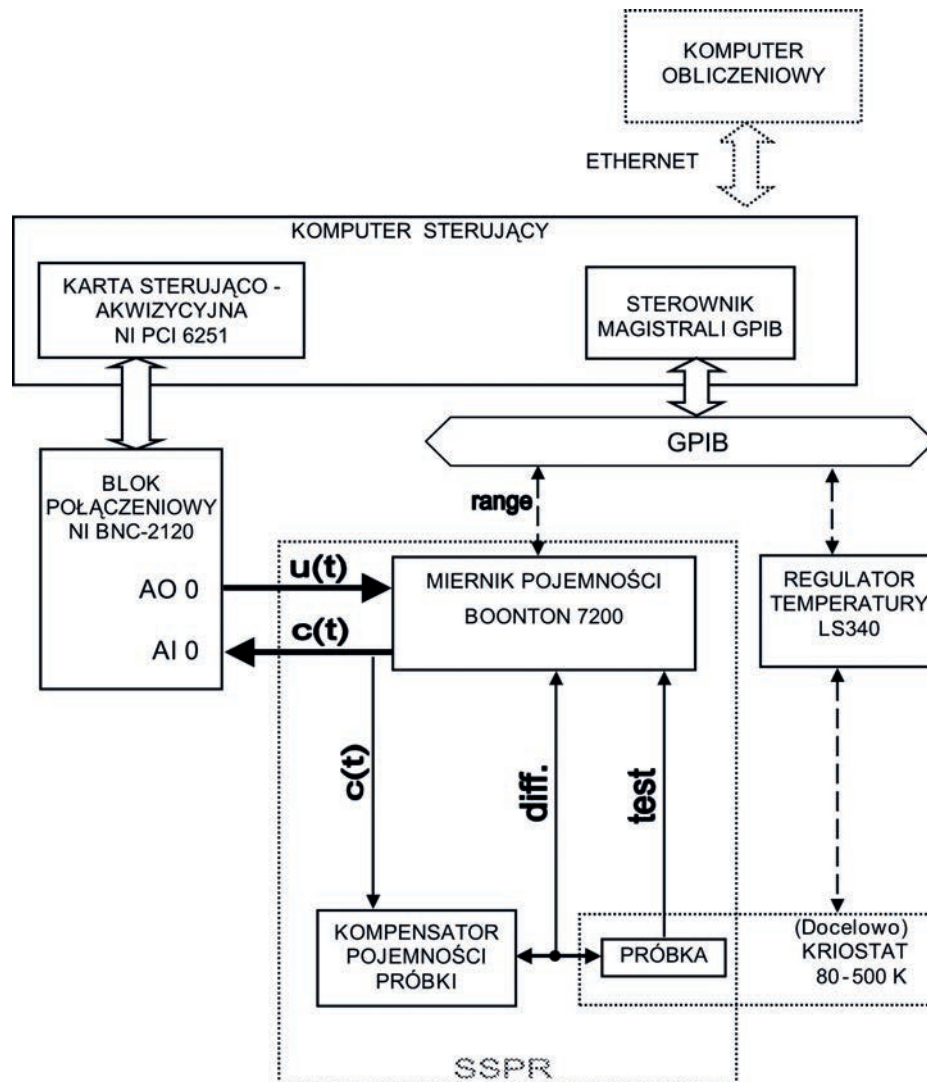 KOMPUTER
OBLICZENIOWY
ETHERNET
KOMPUTER STERUJĄCY
KARTA STERUJĄCO -
AKWIZYCYJNA
NI PCI 6251
STEROWNIK
MAGISTRALI GPIB
GPIB
BLOK
POŁĄCZENIOWY
NI BNC-2120
AO 0
AI 0
range
u(t)
c(t)
MIERNIK POJEMNOŚCI
BOONTON 7200
REGULATOR
TEMPERATURY
LS340
c(t)
diff.
test
KOMPENSATOR
POJEMNOŚCI
PRÓBKI
PRÓBKA
(Docelowo)
KRIOSTAT
80-500 K
SSPR